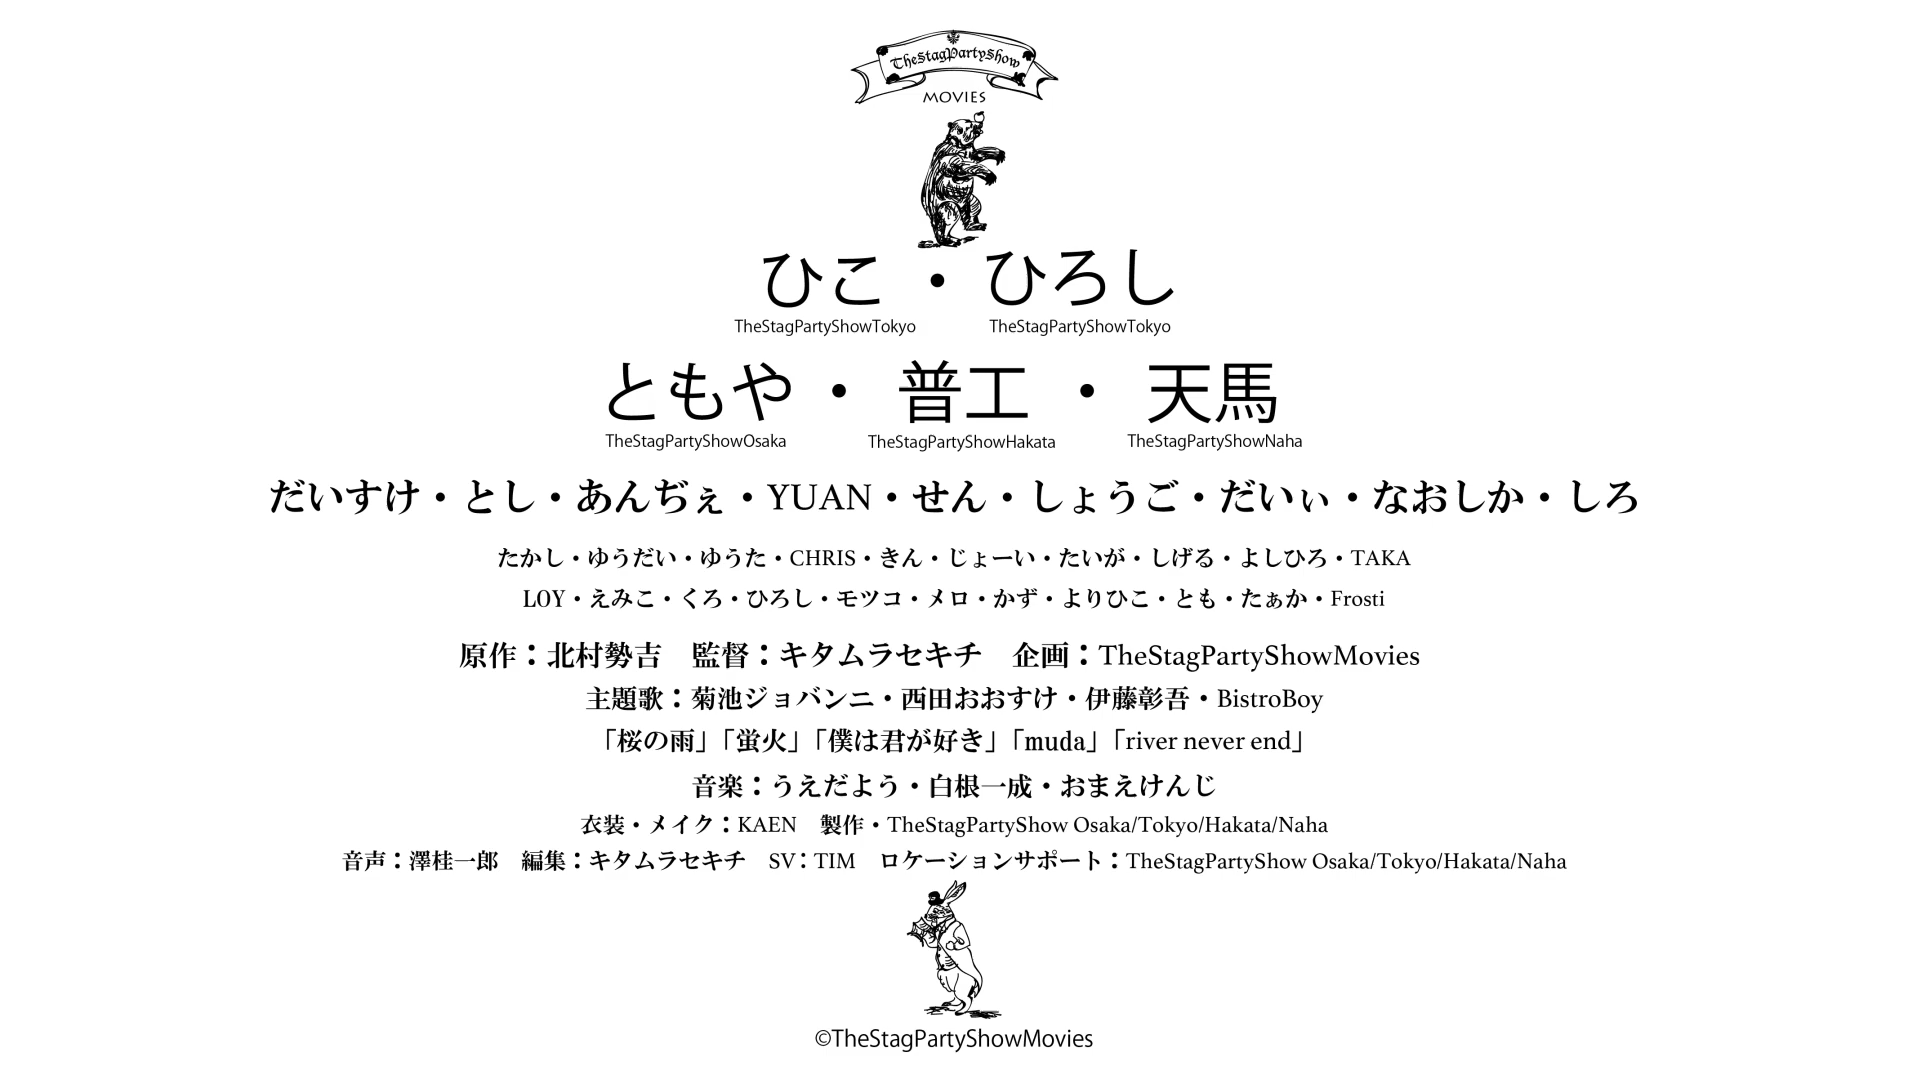 TheStagPartyShow
MOVIES
ひこ・ひろし
TheStagPartyShowTokyo TheStagPartyShowTokyo
ともや・普工・天馬
TheStagPartyShowOsaka TheStagPartyShowHakata TheStagPartyShowNaha
だいすけ・とし・あんぢぇ・YUAN・せん・しょうご・だいぃ・なおしか・しろ
たかし・ゆうだい・ゆうた・CHRIS・きん・じょーい・たいが・しげる・よしひろ・TAKA
LOY・えみこ・くろ・ひろし・モツコ・メロ・かず・よりひこ・とも・たぁか・Frosti
原作：北村勢吉　監督：キタムラセキチ　企画：TheStagPartyShowMovies
主題歌：菊池ジョバンニ・西田おおすけ・伊藤彰吾・BistroBoy
「桜の雨」「蛍火」「僕は君が好き」「muda」「river never end」
音楽：うえだよう・白根一成・おまえけんじ
衣装・メイク：KAEN　製作・TheStagPartyShow Osaka/Tokyo/Hakata/Naha
音声：澤桂一郎　編集：キタムラセキチ　SV：TIM　ロケーションサポート：TheStagPartyShow Osaka/Tokyo/Hakata/Naha
©TheStagPartyShowMovies